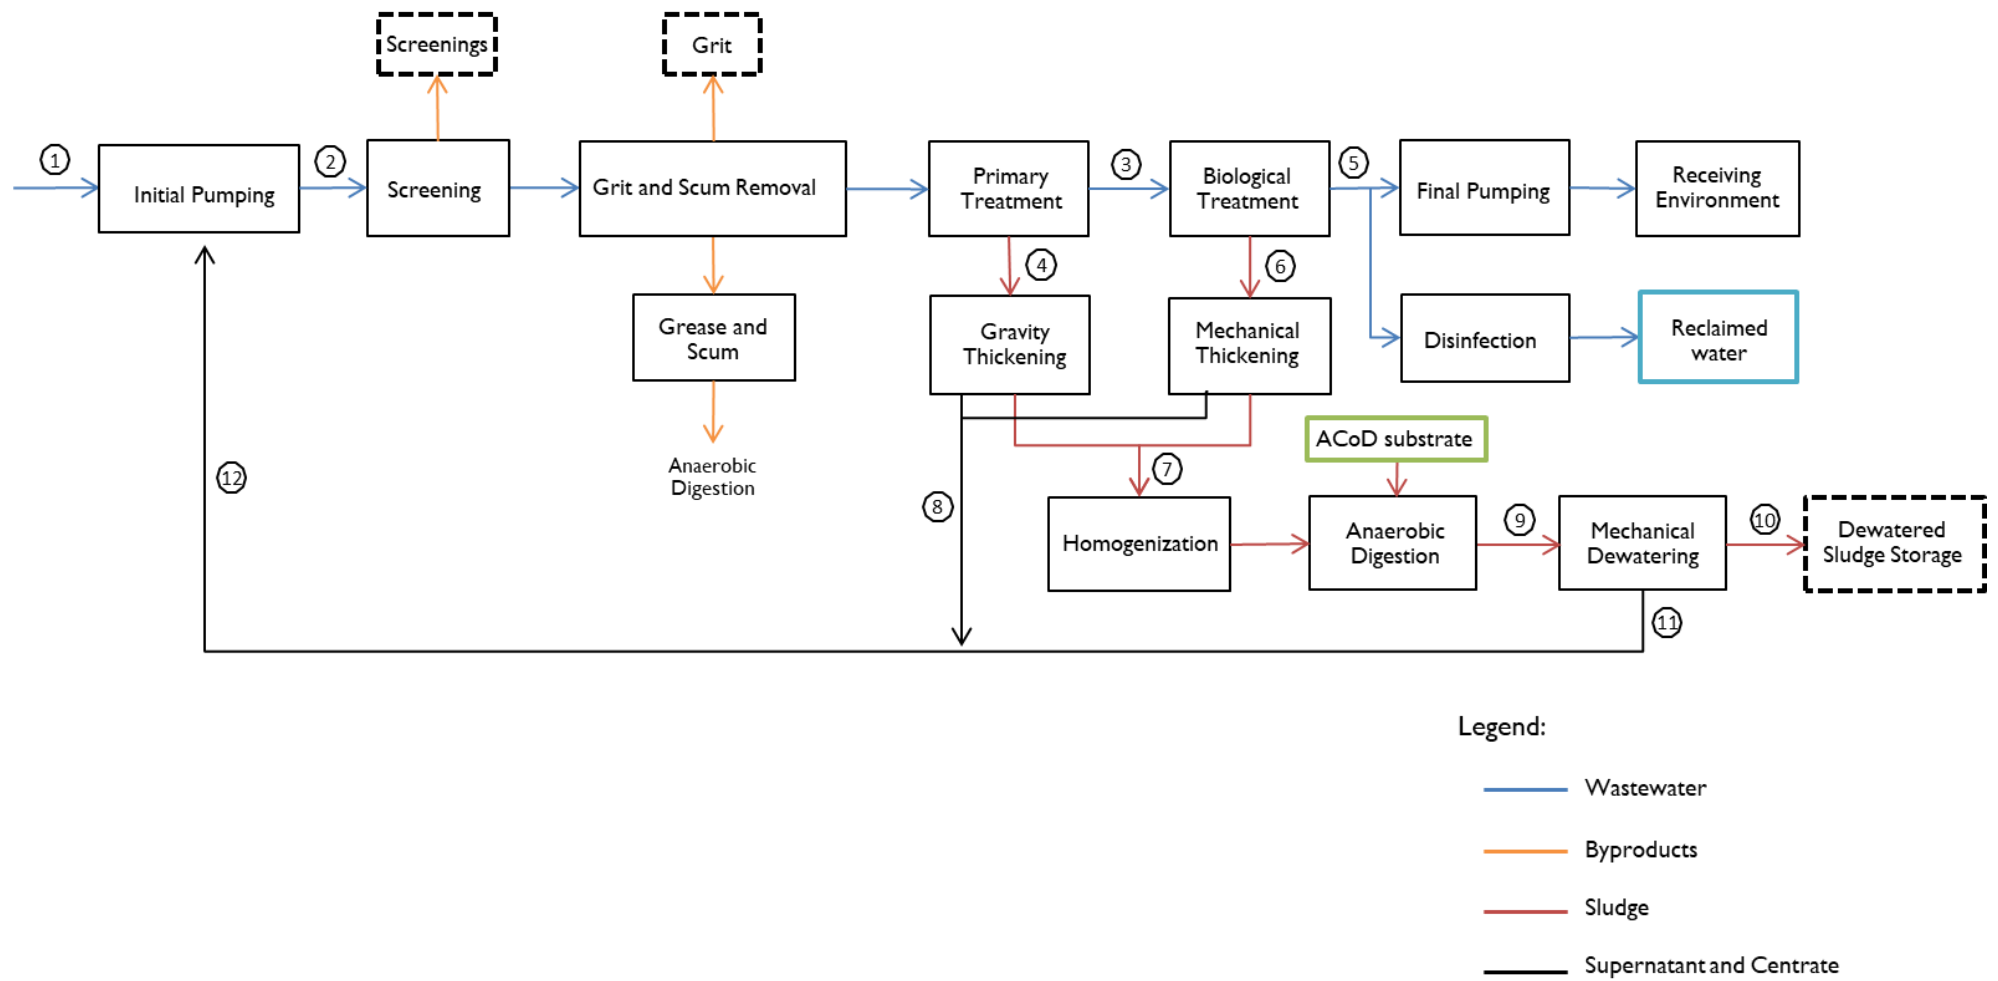 Screenings
Grit
1
Initial Pumping
2
Screening
Grit and Scum Removal
Primary
Treatment
3
Biological
Treatment
5
Final Pumping
Receiving
Environment
4
6
Grease and
Scum
Gravity
Thickening
Mechanical
Thickening
Disinfection
Reclaimed
water
ACoD substrate
Anaerobic
Digestion
12
8
7
Homogenization
Anaerobic
Digestion
9
Mechanical
Dewatering
10
Dewatered
Sludge Storage
11
Legend:
Wastewater
Byproducts
Sludge
Supernatant and Centrate